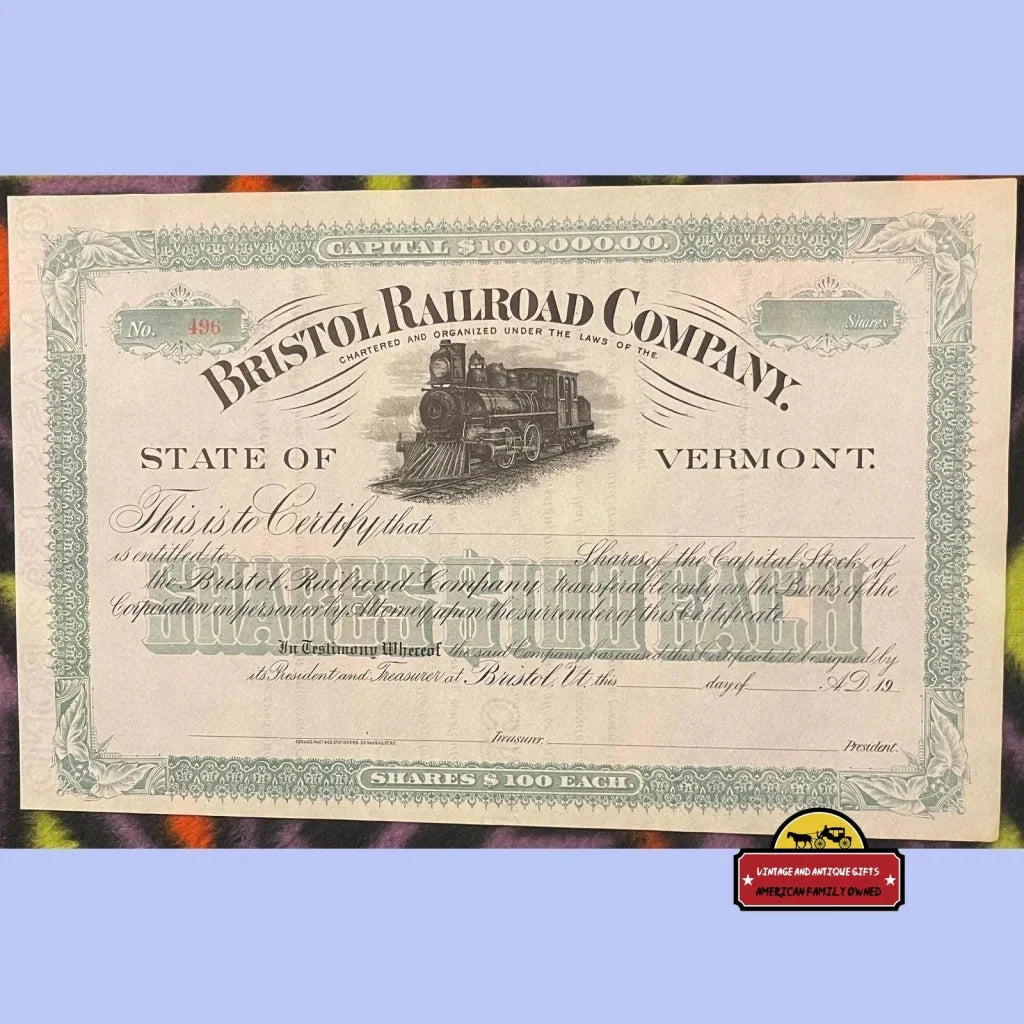 CAPITAL $100.000.00.
No. 496
Shares
BRISTOL RAILROAD COMPANY.
CHARTERED AND ORGANIZED UNDER THE LAWS OF THE
STATE OF VERMONT.
This is to Certify that
is entitled to Shares of the Capital Stock of
the Bristol Railroad Company, transferable only on the Books of the
Corporation in person or by Attorney upon the surrender of this Certificate.
SHARES $100 EACH
In Testimony Whereof the said Company has caused this Certificate to be signed by
its President and Treasurer at Bristol, Vt. this day of A.D. 19
Treasurer. President.
SHARES $100 EACH.
VINTAGE AND ANTIQUE GIFTS
AMERICAN FAMILY OWNED